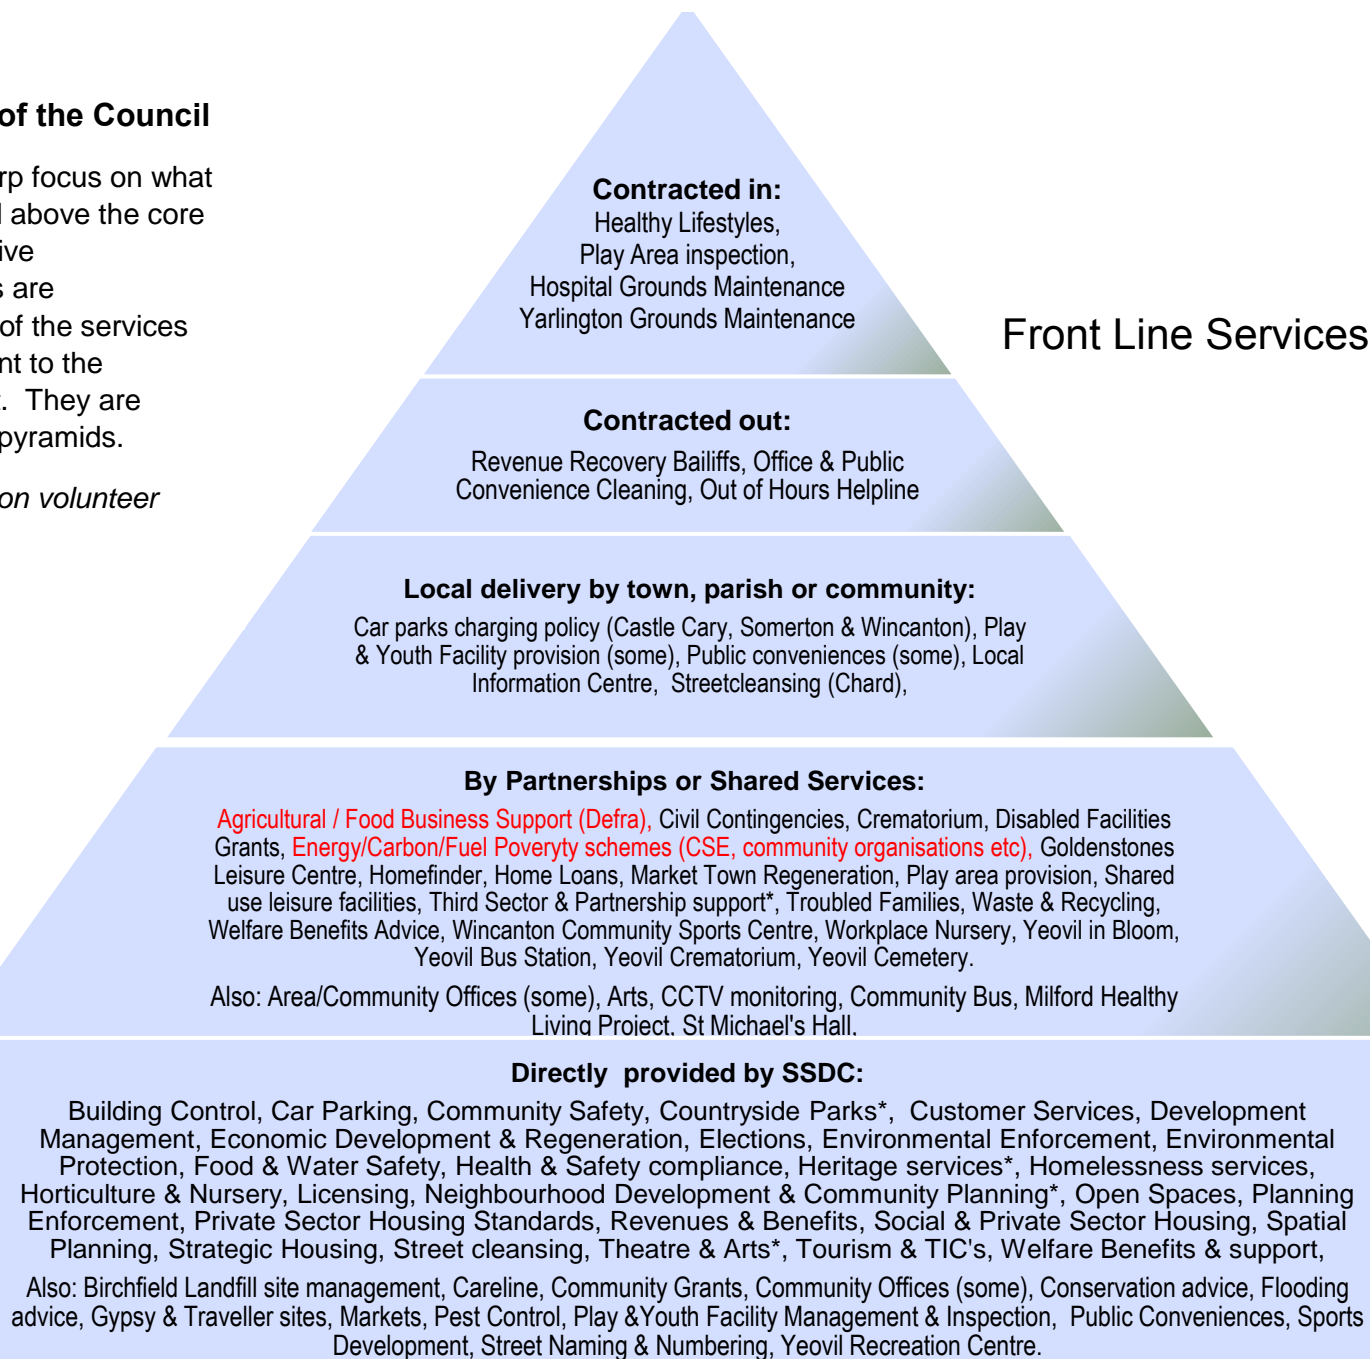 of the Council
rp focus on what
l above the core
ive
s are
of the services
nt to the
t.  They are
pyramids.
on volunteer
Contracted in:
Healthy Lifestyles,
Play Area inspection,
Hospital Grounds Maintenance
Yarlington Grounds Maintenance
Front Line Services
Contracted out:
Revenue Recovery Bailiffs, Office & Public
Convenience Cleaning, Out of Hours Helpline
Local delivery by town, parish or community:
Car parks charging policy (Castle Cary, Somerton & Wincanton), Play
& Youth Facility provision (some), Public conveniences (some), Local
Information Centre,  Streetcleansing (Chard),
By Partnerships or Shared Services:
Agricultural / Food Business Support (Defra), Civil Contingencies, Crematorium, Disabled Facilities
Grants, Energy/Carbon/Fuel Poveryty schemes (CSE, community organisations etc), Goldenstones
Leisure Centre, Homefinder, Home Loans, Market Town Regeneration, Play area provision, Shared
use leisure facilities, Third Sector & Partnership support*, Troubled Families, Waste & Recycling,
Welfare Benefits Advice, Wincanton Community Sports Centre, Workplace Nursery, Yeovil in Bloom,
Yeovil Bus Station, Yeovil Crematorium, Yeovil Cemetery.
Also: Area/Community Offices (some), Arts, CCTV monitoring, Community Bus, Milford Healthy
Living Project, St Michael's Hall,
Directly  provided by SSDC:
Building Control, Car Parking, Community Safety, Countryside Parks*,  Customer Services, Development
Management, Economic Development & Regeneration, Elections, Environmental Enforcement, Environmental
Protection, Food & Water Safety, Health & Safety compliance, Heritage services*, Homelessness services,
Horticulture & Nursery, Licensing, Neighbourhood Development & Community Planning*, Open Spaces, Planning
Enforcement, Private Sector Housing Standards, Revenues & Benefits, Social & Private Sector Housing, Spatial
Planning, Strategic Housing, Street cleansing, Theatre & Arts*, Tourism & TIC's, Welfare Benefits & support,
Also: Birchfield Landfill site management, Careline, Community Grants, Community Offices (some), Conservation advice, Flooding
advice, Gypsy & Traveller sites, Markets, Pest Control, Play &Youth Facility Management & Inspection,  Public Conveniences, Sports
Development, Street Naming & Numbering, Yeovil Recreation Centre.